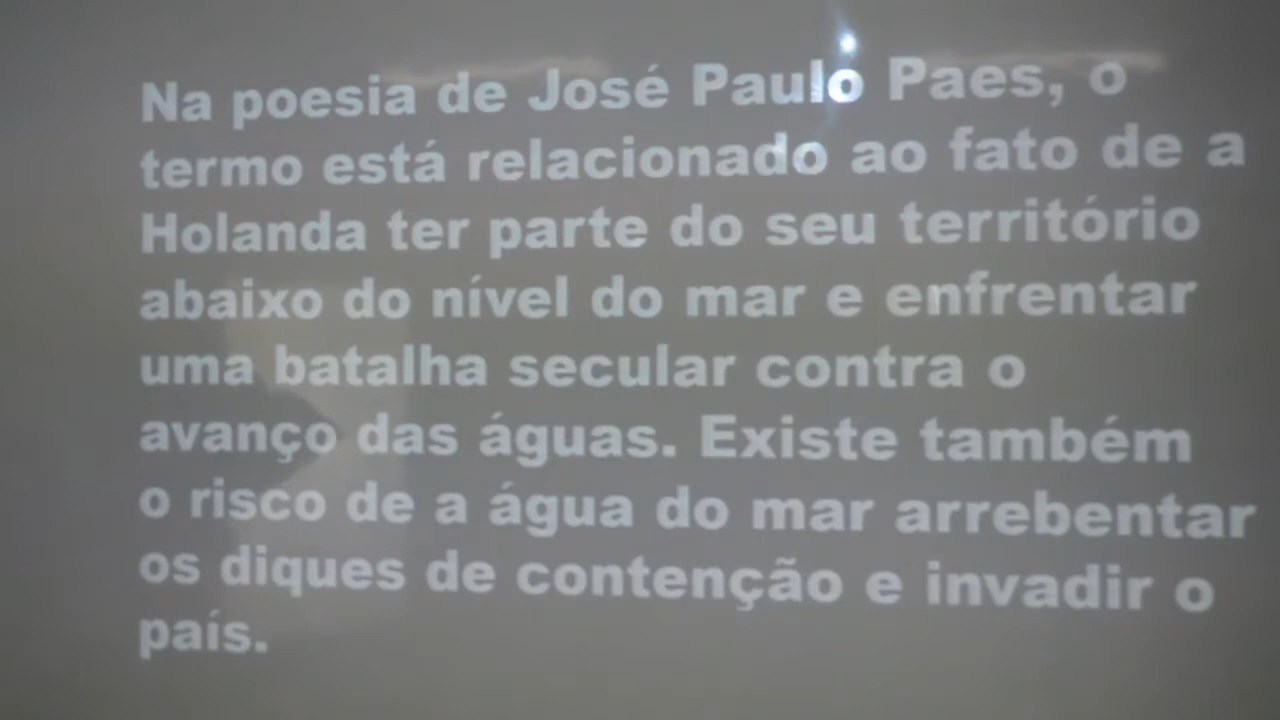 Na poesia de José Paulo Paes, o
termo está relacionado ao fato de a
Holanda ter parte do seu território
abaixo do nível do mar e enfrentar
uma batalha secular contra o
avanço das águas. Existe também
o risco de a água do mar arrebentar
os diques de contenção e invadir o
país.